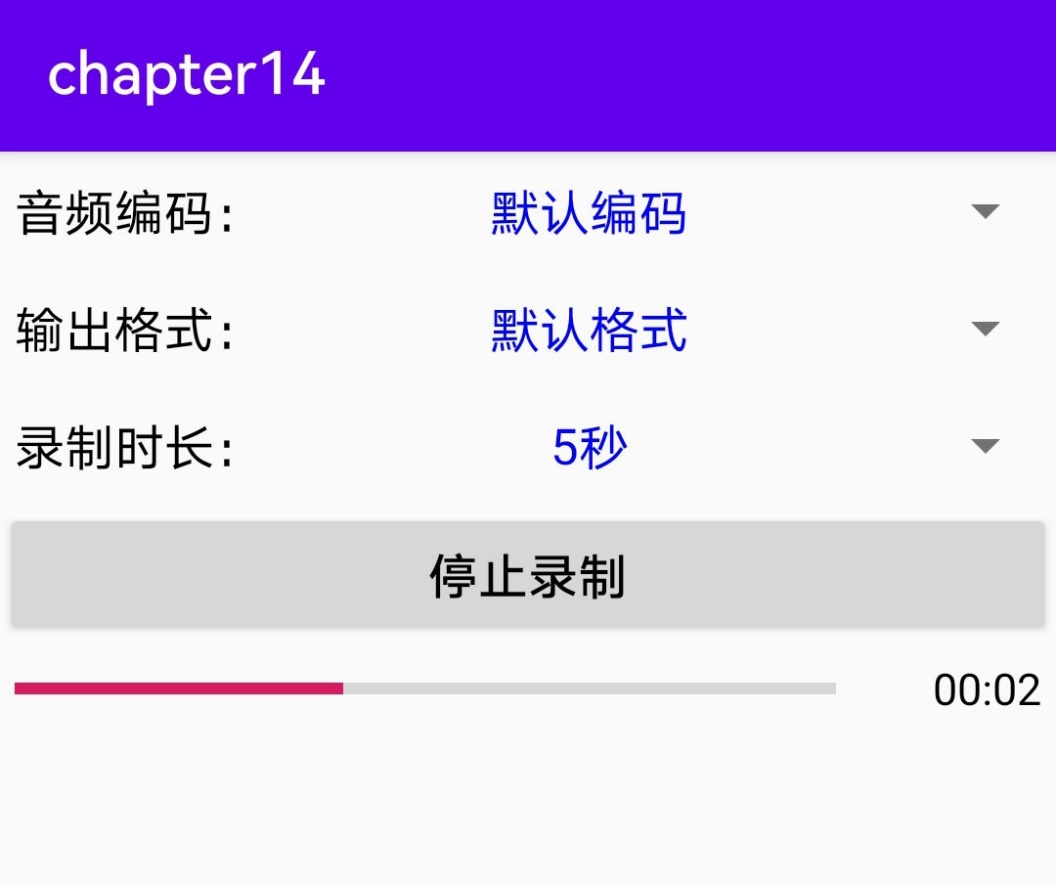 chapter14
音频编码: 默认编码
输出格式: 默认格式
录制时长: 5秒
停止录制
00:02